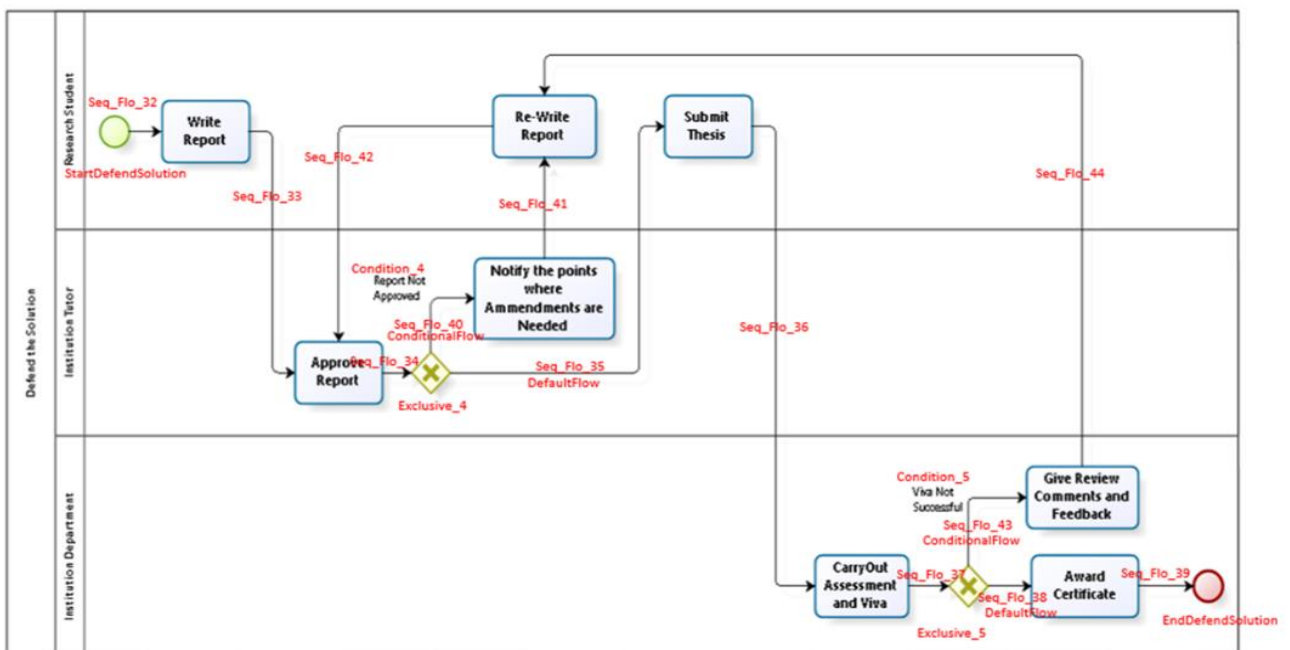 Defend the Solution
Research Student
Seq_Flo_32
Write
Report
StartDefendSolution
Seq_Flo_33
Seq_Flo_42
Re-Write
Report
Seq_Flo_41
Submit
Thesis
Seq_Flo_44
Institution Tutor
Condition_4
Report Not
Approved
Notify the points
where
Ammendments are
Needed
Seq_Flo_40
ConditionalFlow
Seq_Flo_36
Approve
Report
Seq_Flo_34
Seq_Flo_35
DefaultFlow
Exclusive_4
Institution Department
Condition_5
Viva Not
Successful
Give Review
Comments and
Feedback
Seq_Flo_43
ConditionalFlow
CarryOut
Assessment
and Viva
Seq_Flo_37
Seq_Flo_38
DefaultFlow
Award
Certificate
Seq_Flo_39
Exclusive_5
EndDefendSolution